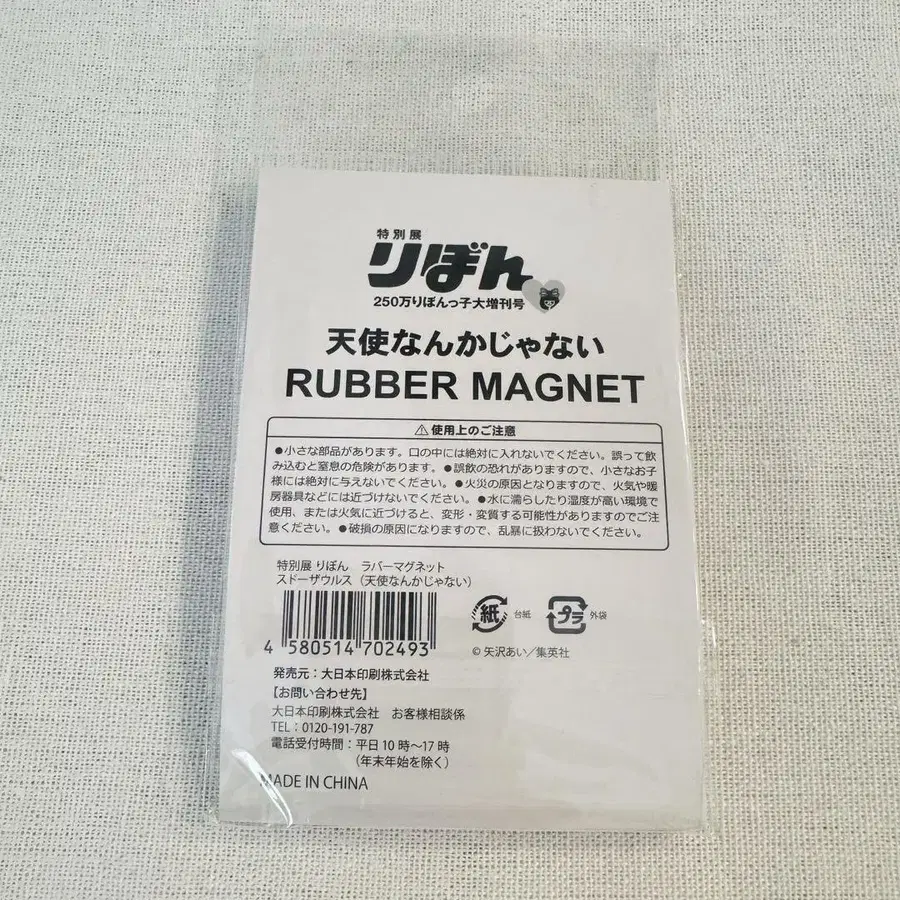 特別展
りぼん
250万りぼんっ子大増刊号
天使なんかじゃない
RUBBER MAGNET
⚠使用上のご注意
●小さな部品があります。口の中には絶対に入れないでください。誤って飲
み込むと窒息の危険があります。●誤飲の恐れがありますので、小さなお子
様には絶対に与えないでください。●火災の原因となりますので、火気や暖
房器具などには近づけないでください。●水に濡らしたり湿度が高い環境で
使用、または火気に近づけると、変形・変質する可能性がありますのでご注
意ください。●破損の原因になりますので、乱暴に扱わないでください。
特別展 りぼん ラバーマグネット
スドーザウルス（天使なんかじゃない）
4 580514 702493
紙 台紙 プラ 外袋
© 矢沢あい／集英社
発売元：大日本印刷株式会社
【お問い合わせ先】
大日本印刷株式会社 お客様相談係
TEL：0120-191-787
電話受付時間：平日10時〜17時
（年末年始を除く）
MADE IN CHINA